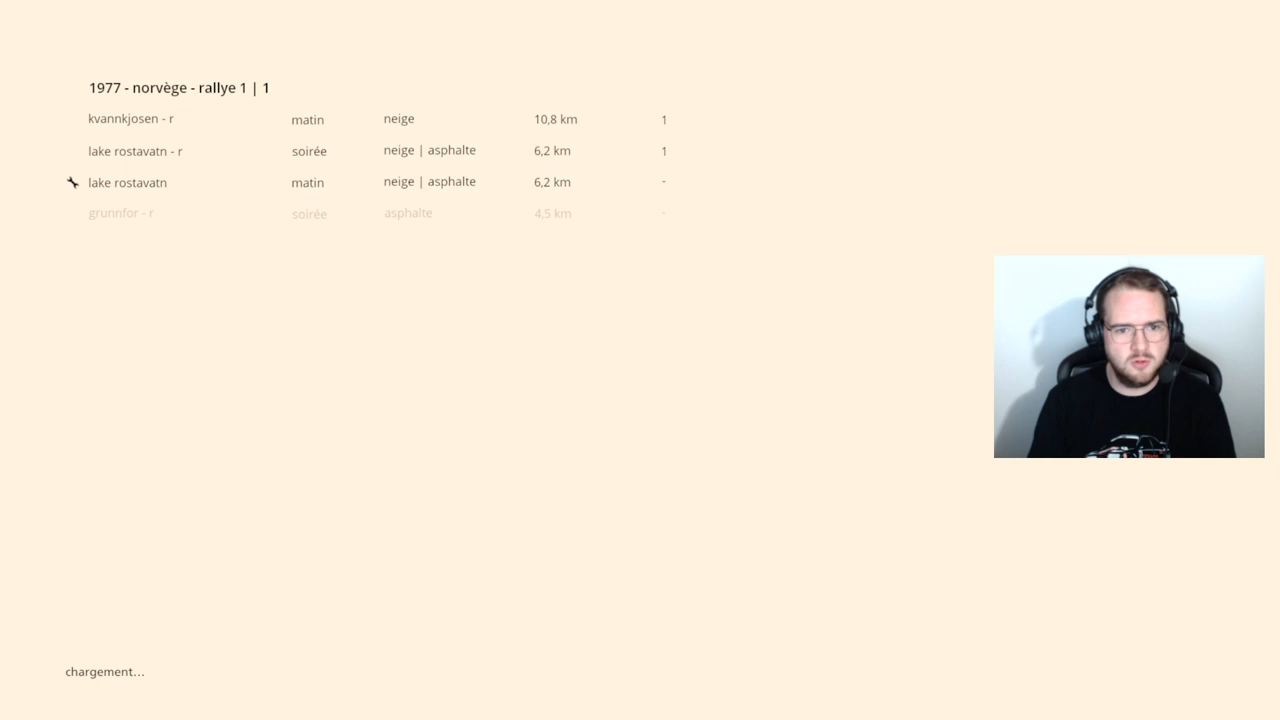 1977 - norvège - rallye 1 | 1
kvannkjosen - r matin neige 10,8 km 1
lake rostavatn - r soirée neige | asphalte 6,2 km 1
lake rostavatn matin neige | asphalte 6,2 km -
grunnfor - r soirée asphalte 4,5 km -
chargement...